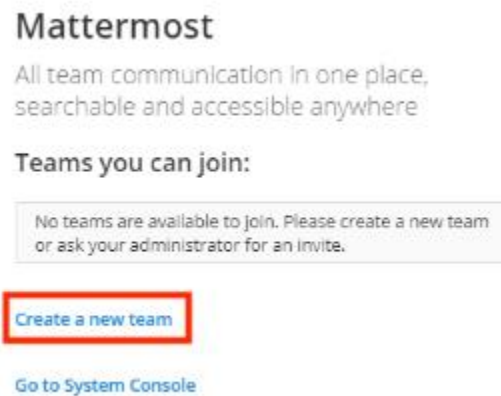 Mattermost
All team communication in one place,
searchable and accessible anywhere
Teams you can join:
No teams are available to join. Please create a new team
or ask your administrator for an invite.
Create a new team
Go to System Console